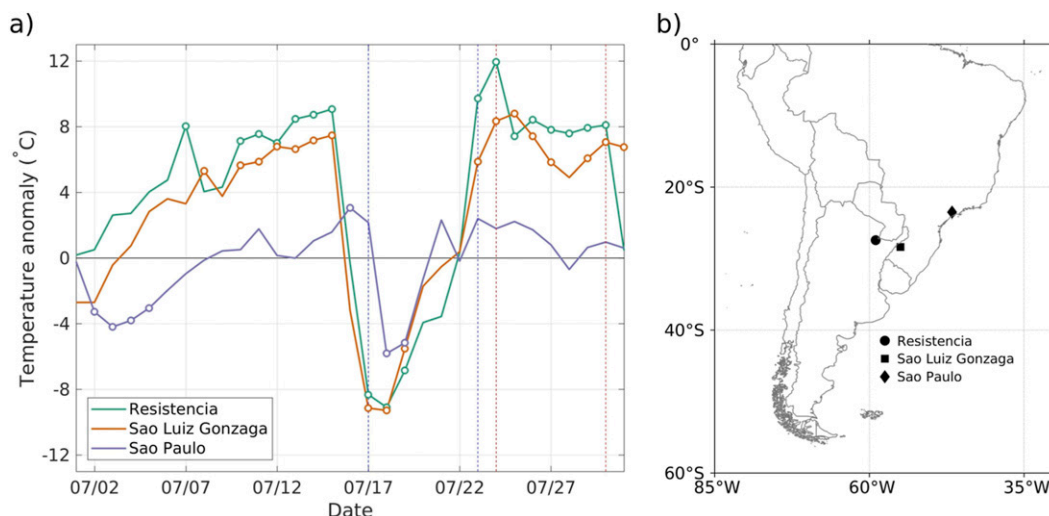 a)
b)
12
8
4
0
-4
-8
-12
Temperature anomaly (˚C)
Resistencia
Sao Luiz Gonzaga
Sao Paulo
07/02 07/07 07/12 07/17 07/22 07/27
Date
0°
20°S
40°S
60°S
Resistencia
Sao Luiz Gonzaga
Sao Paulo
85°W 60°W 35°W